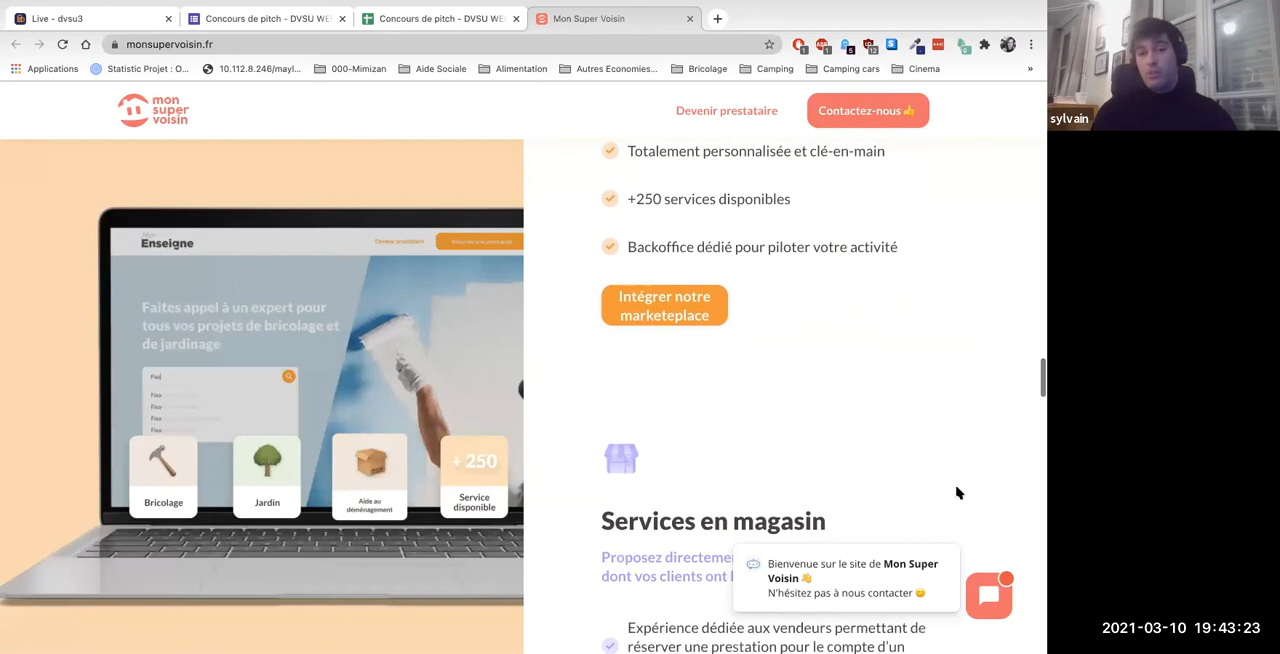 Live - dvsu3
Concours de pitch - DVSU WE
Concours de pitch - DVSU WE
Mon Super Voisin
monsupervoisin.fr
Applications
Statistic Projet : O...
10.112.8.246/mayl...
000-Mimizan
Aide Sociale
Alimentation
Autres Economies...
Bricolage
Camping
Camping cars
Cinema
»
sylvain
mon
super
voisin
Devenir prestataire
Contactez-nous 👍
Totalement personnalisée et clé-en-main
+250 services disponibles
Backoffice dédié pour piloter votre activité
Intégrer notre
marketeplace
Enseigne
Devenir prestataire
Faites appel à un expert pour
tous vos projets de bricolage et
de jardinage
Bricolage
Jardin
Aide au
déménagement
+ 250
Service
disponible
Services en magasin
Proposez directeme
dont vos clients ont
Bienvenue sur le site de Mon Super
Voisin 👋
N'hésitez pas à nous contacter 🙂
Expérience dédiée aux vendeurs permettant de
réserver une prestation pour le compte d'un
2021-03-10 19:43:23